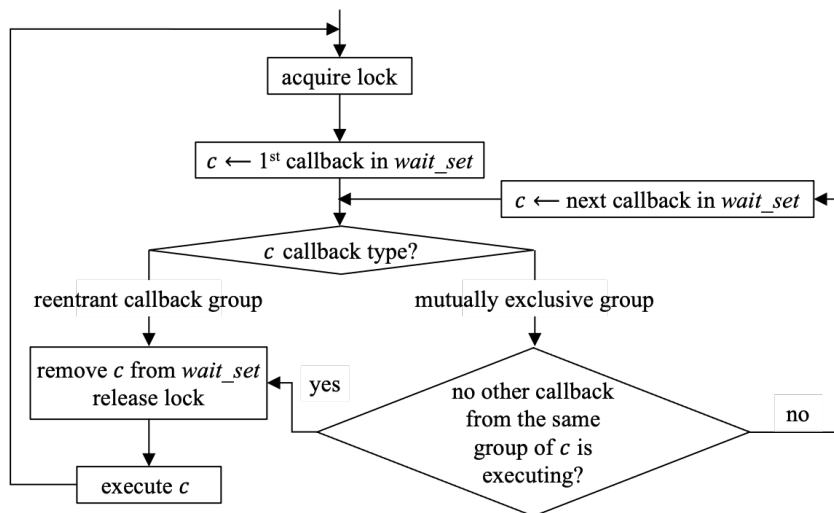 acquire lock
c ← 1st callback in wait_set
c ← next callback in wait_set
c callback type?
reentrant callback group
mutually exclusive group
remove c from wait_set
release lock
yes
no other callback
from the same
group of c is
executing?
no
execute c